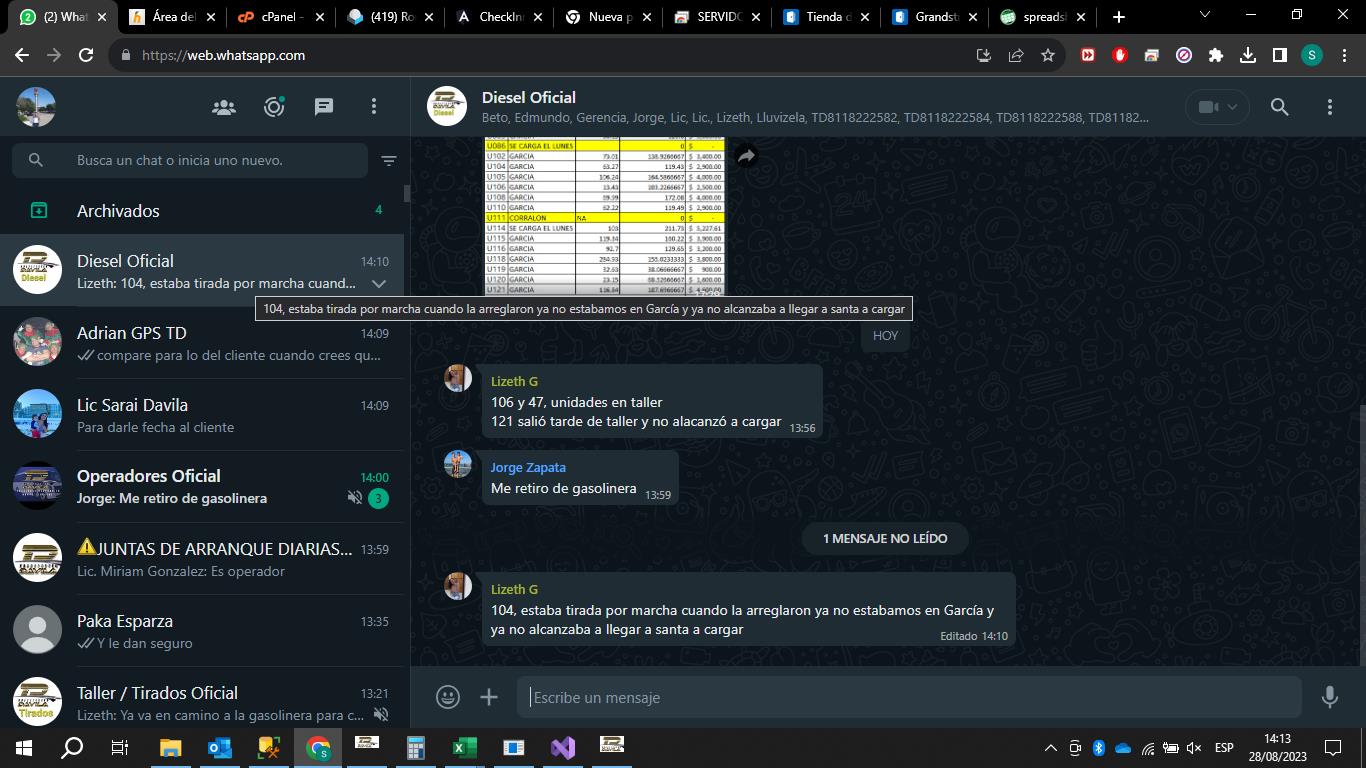 (2) What
Área del
cPanel -
(419) Ro
CheckIn
Nueva p
SERVIDO
Tienda d
Grandst
spreadsh
https://web.whatsapp.com
S
Diesel Oficial
Beto, Edmundo, Gerencia, Jorge, Lic, Lic., Lizeth, Lluvizela, TD8118222582, TD8118222584, TD8118222588, TD81182...
Busca un chat o inicia uno nuevo.
Archivados 4
Diesel Oficial 14:10
Lizeth: 104, estaba tirada por marcha cuand...
Adrian GPS TD 14:09
compare para lo del cliente cuando crees qu...
Lic Sarai Davila 14:09
Para darle fecha al cliente
Operadores Oficial 14:00
Jorge: Me retiro de gasolinera 3
⚠JUNTAS DE ARRANQUE DIARIAS... 13:59
Lic. Miriam Gonzalez: Es operador
Paka Esparza 13:35
Y le dan seguro
Taller / Tirados Oficial 13:21
Lizeth: Ya va en camino a la gasolinera para c...
U086 SE CARGA EL LUNES 0 $ -
U102 GARCIA 73.01 138.9266667 $ 3,400.00
U104 GARCIA 63.27 119.43 $ 2,900.00
U105 GARCIA 106.24 164.5866667 $ 4,000.00
U106 GARCIA 13.43 103.2266667 $ 2,500.00
U108 GARCIA 172.08 $ 4,000.00
U110 GARCIA 62.22 119.49 $ 2,900.00
U111 CORRALON NA 0 $ -
U114 SE CARGA EL LUNES 103 211.73 $ 5,227.61
U115 GARCIA 119.34 160.22 $ 3,900.00
U116 GARCIA 92.7 129.65 $ 3,200.00
U118 GARCIA 155.0233333 $ 3,800.00
U119 GARCIA 32.63 38.06666667 $ 900.00
U120 GARCIA 23.15 $ 1,600.00
U121 GARCIA 116.84
104, estaba tirada por marcha cuando la arreglaron ya no estabamos en García y ya no alcanzaba a llegar a santa a cargar
HOY
Lizeth G
106 y 47, unidades en taller
121 salió tarde de taller y no alacanzó a cargar 13:56
Jorge Zapata
Me retiro de gasolinera 13:59
1 MENSAJE NO LEÍDO
Lizeth G
104, estaba tirada por marcha cuando la arreglaron ya no estabamos en García y
ya no alcanzaba a llegar a santa a cargar
Editado 14:10
Escribe un mensaje
ESP
14:13
28/08/2023